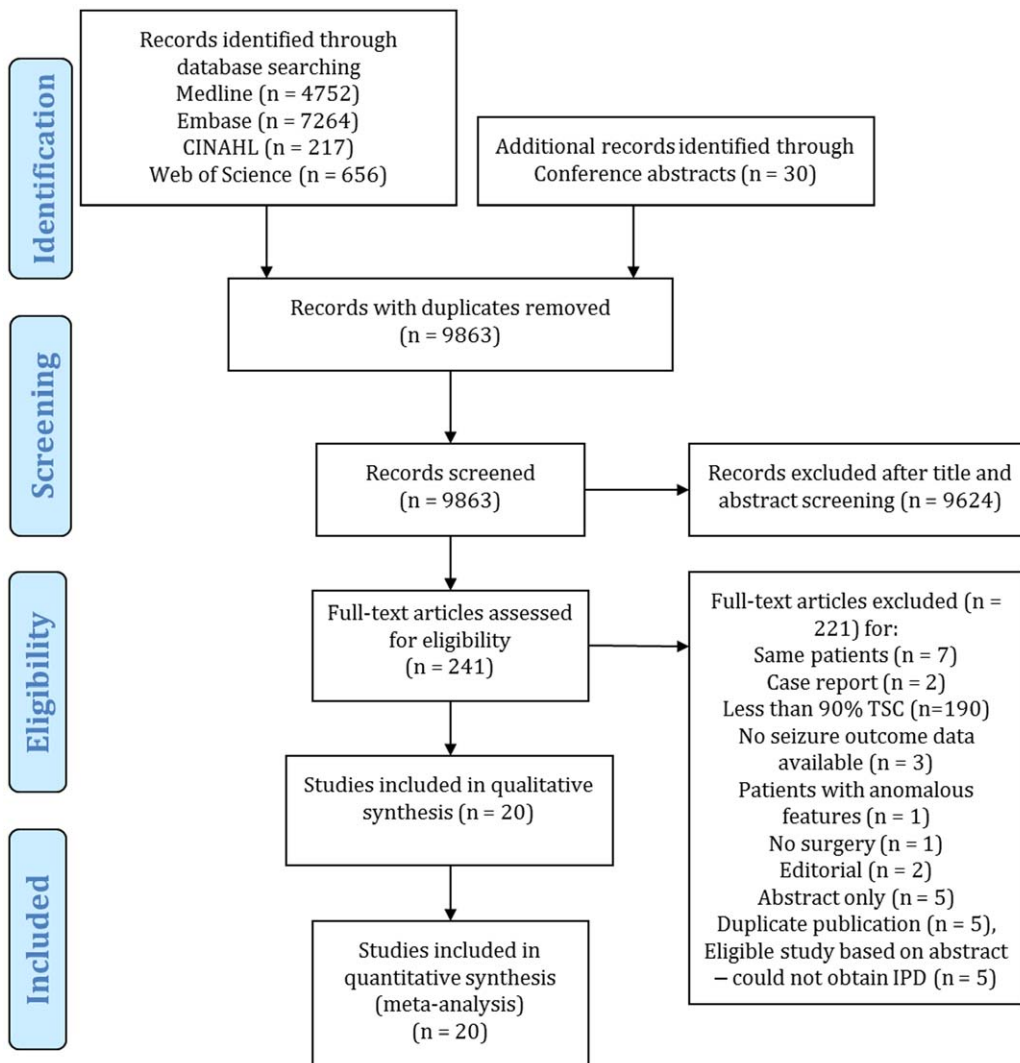 Identification
Records identified through
database searching
Medline (n = 4752)
Embase (n = 7264)
CINAHL (n = 217)
Web of Science (n = 656)
Additional records identified through
Conference abstracts (n = 30)
Records with duplicates removed
(n = 9863)
Screening
Records screened
(n = 9863)
Records excluded after title and
abstract screening (n = 9624)
Eligibility
Full-text articles assessed
for eligibility
(n = 241)
Full-text articles excluded (n =
221) for:
Same patients (n = 7)
Case report (n = 2)
Less than 90% TSC (n=190)
No seizure outcome data
available (n = 3)
Patients with anomalous
features (n = 1)
No surgery (n = 1)
Editorial (n = 2)
Abstract only (n = 5)
Duplicate publication (n = 5),
Eligible study based on abstract
– could not obtain IPD (n = 5)
Studies included in qualitative
synthesis (n = 20)
Included
Studies included in
quantitative synthesis
(meta-analysis)
(n = 20)